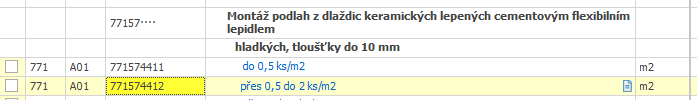 77157····
Montáž podlah z dlaždic keramických lepených cementovým flexibilním
lepidlem
hladkých, tloušťky do 10 mm
771 A01 771574411 do 0,5 ks/m2 m2
771 A01 771574412 přes 0,5 do 2 ks/m2 m2